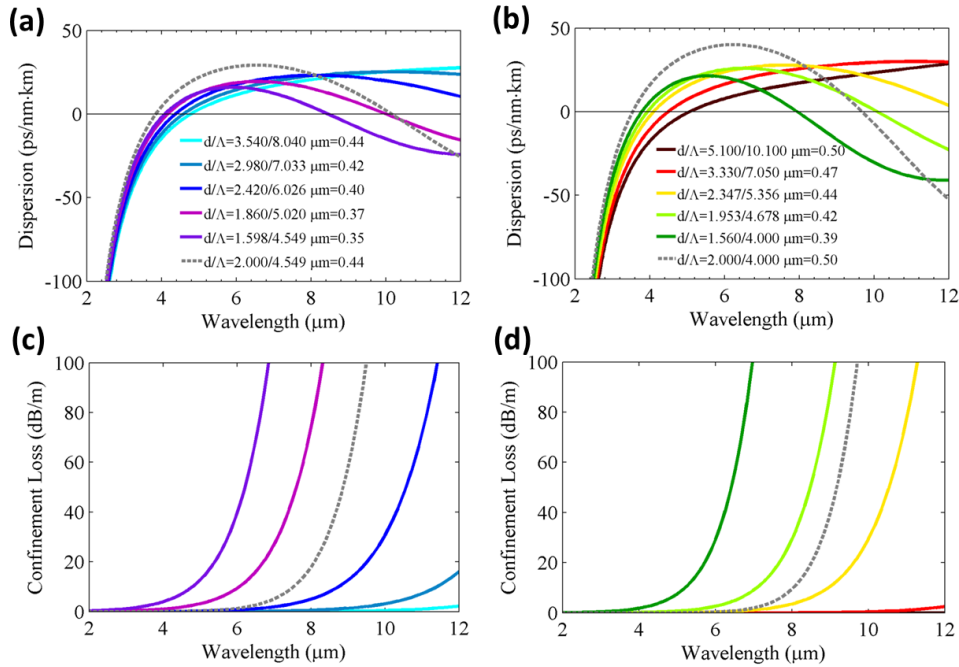 (a)
50
0
-50
-100
Dispersion (ps/nm·km)
d/Λ=3.540/8.040 μm=0.44
d/Λ=2.980/7.033 μm=0.42
d/Λ=2.420/6.026 μm=0.40
d/Λ=1.860/5.020 μm=0.37
d/Λ=1.598/4.549 μm=0.35
d/Λ=2.000/4.549 μm=0.44
2 4 6 8 10 12
Wavelength (μm)
(b)
50
0
-50
-100
Dispersion (ps/nm·km)
d/Λ=5.100/10.100 μm=0.50
d/Λ=3.330/7.050 μm=0.47
d/Λ=2.347/5.356 μm=0.44
d/Λ=1.953/4.678 μm=0.42
d/Λ=1.560/4.000 μm=0.39
d/Λ=2.000/4.000 μm=0.50
2 4 6 8 10 12
Wavelength (μm)
(c)
100
80
60
40
20
0
Confinement Loss (dB/m)
2 4 6 8 10 12
Wavelength (μm)
(d)
100
80
60
40
20
0
Confinement Loss (dB/m)
2 4 6 8 10 12
Wavelength (μm)